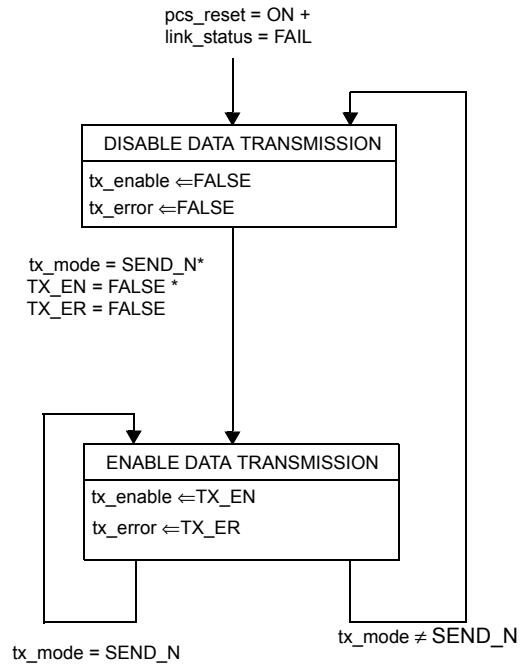 pcs_reset = ON +
link_status = FAIL
DISABLE DATA TRANSMISSION
tx_enable ⇐FALSE
tx_error ⇐FALSE
tx_mode = SEND_N*
TX_EN = FALSE *
TX_ER = FALSE
ENABLE DATA TRANSMISSION
tx_enable ⇐TX_EN
tx_error ⇐TX_ER
tx_mode = SEND_N
tx_mode ≠ SEND_N